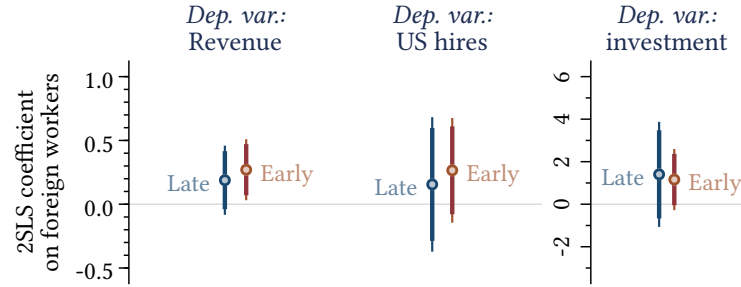 Dep. var.:
Revenue
Dep. var.:
US hires
Dep. var.:
investment
2SLS coefficient
on foreign workers
1.0
0.5
0.0
-0.5
Late
Early
Late
Early
6
4
2
0
-2
Late
Early